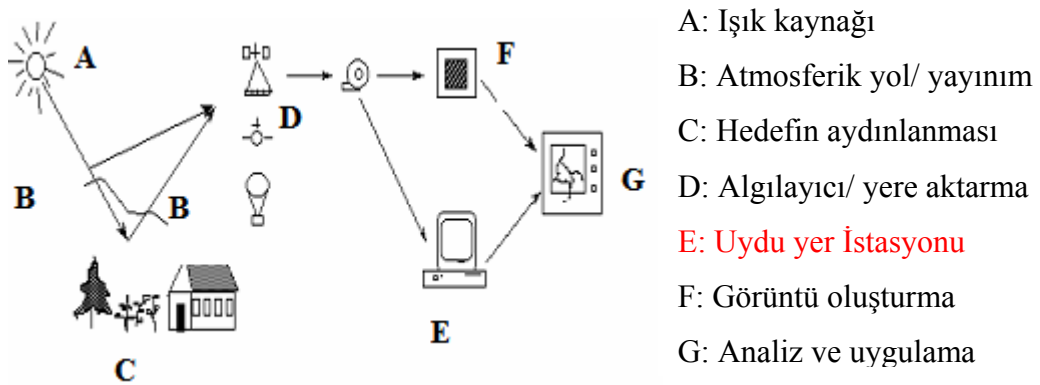 A
B
B
C
D
E
F
G
A: Işık kaynağı
B: Atmosferik yol/ yayınım
C: Hedefin aydınlanması
D: Algılayıcı/ yere aktarma
E: Uydu yer İstasyonu
F: Görüntü oluşturma
G: Analiz ve uygulama